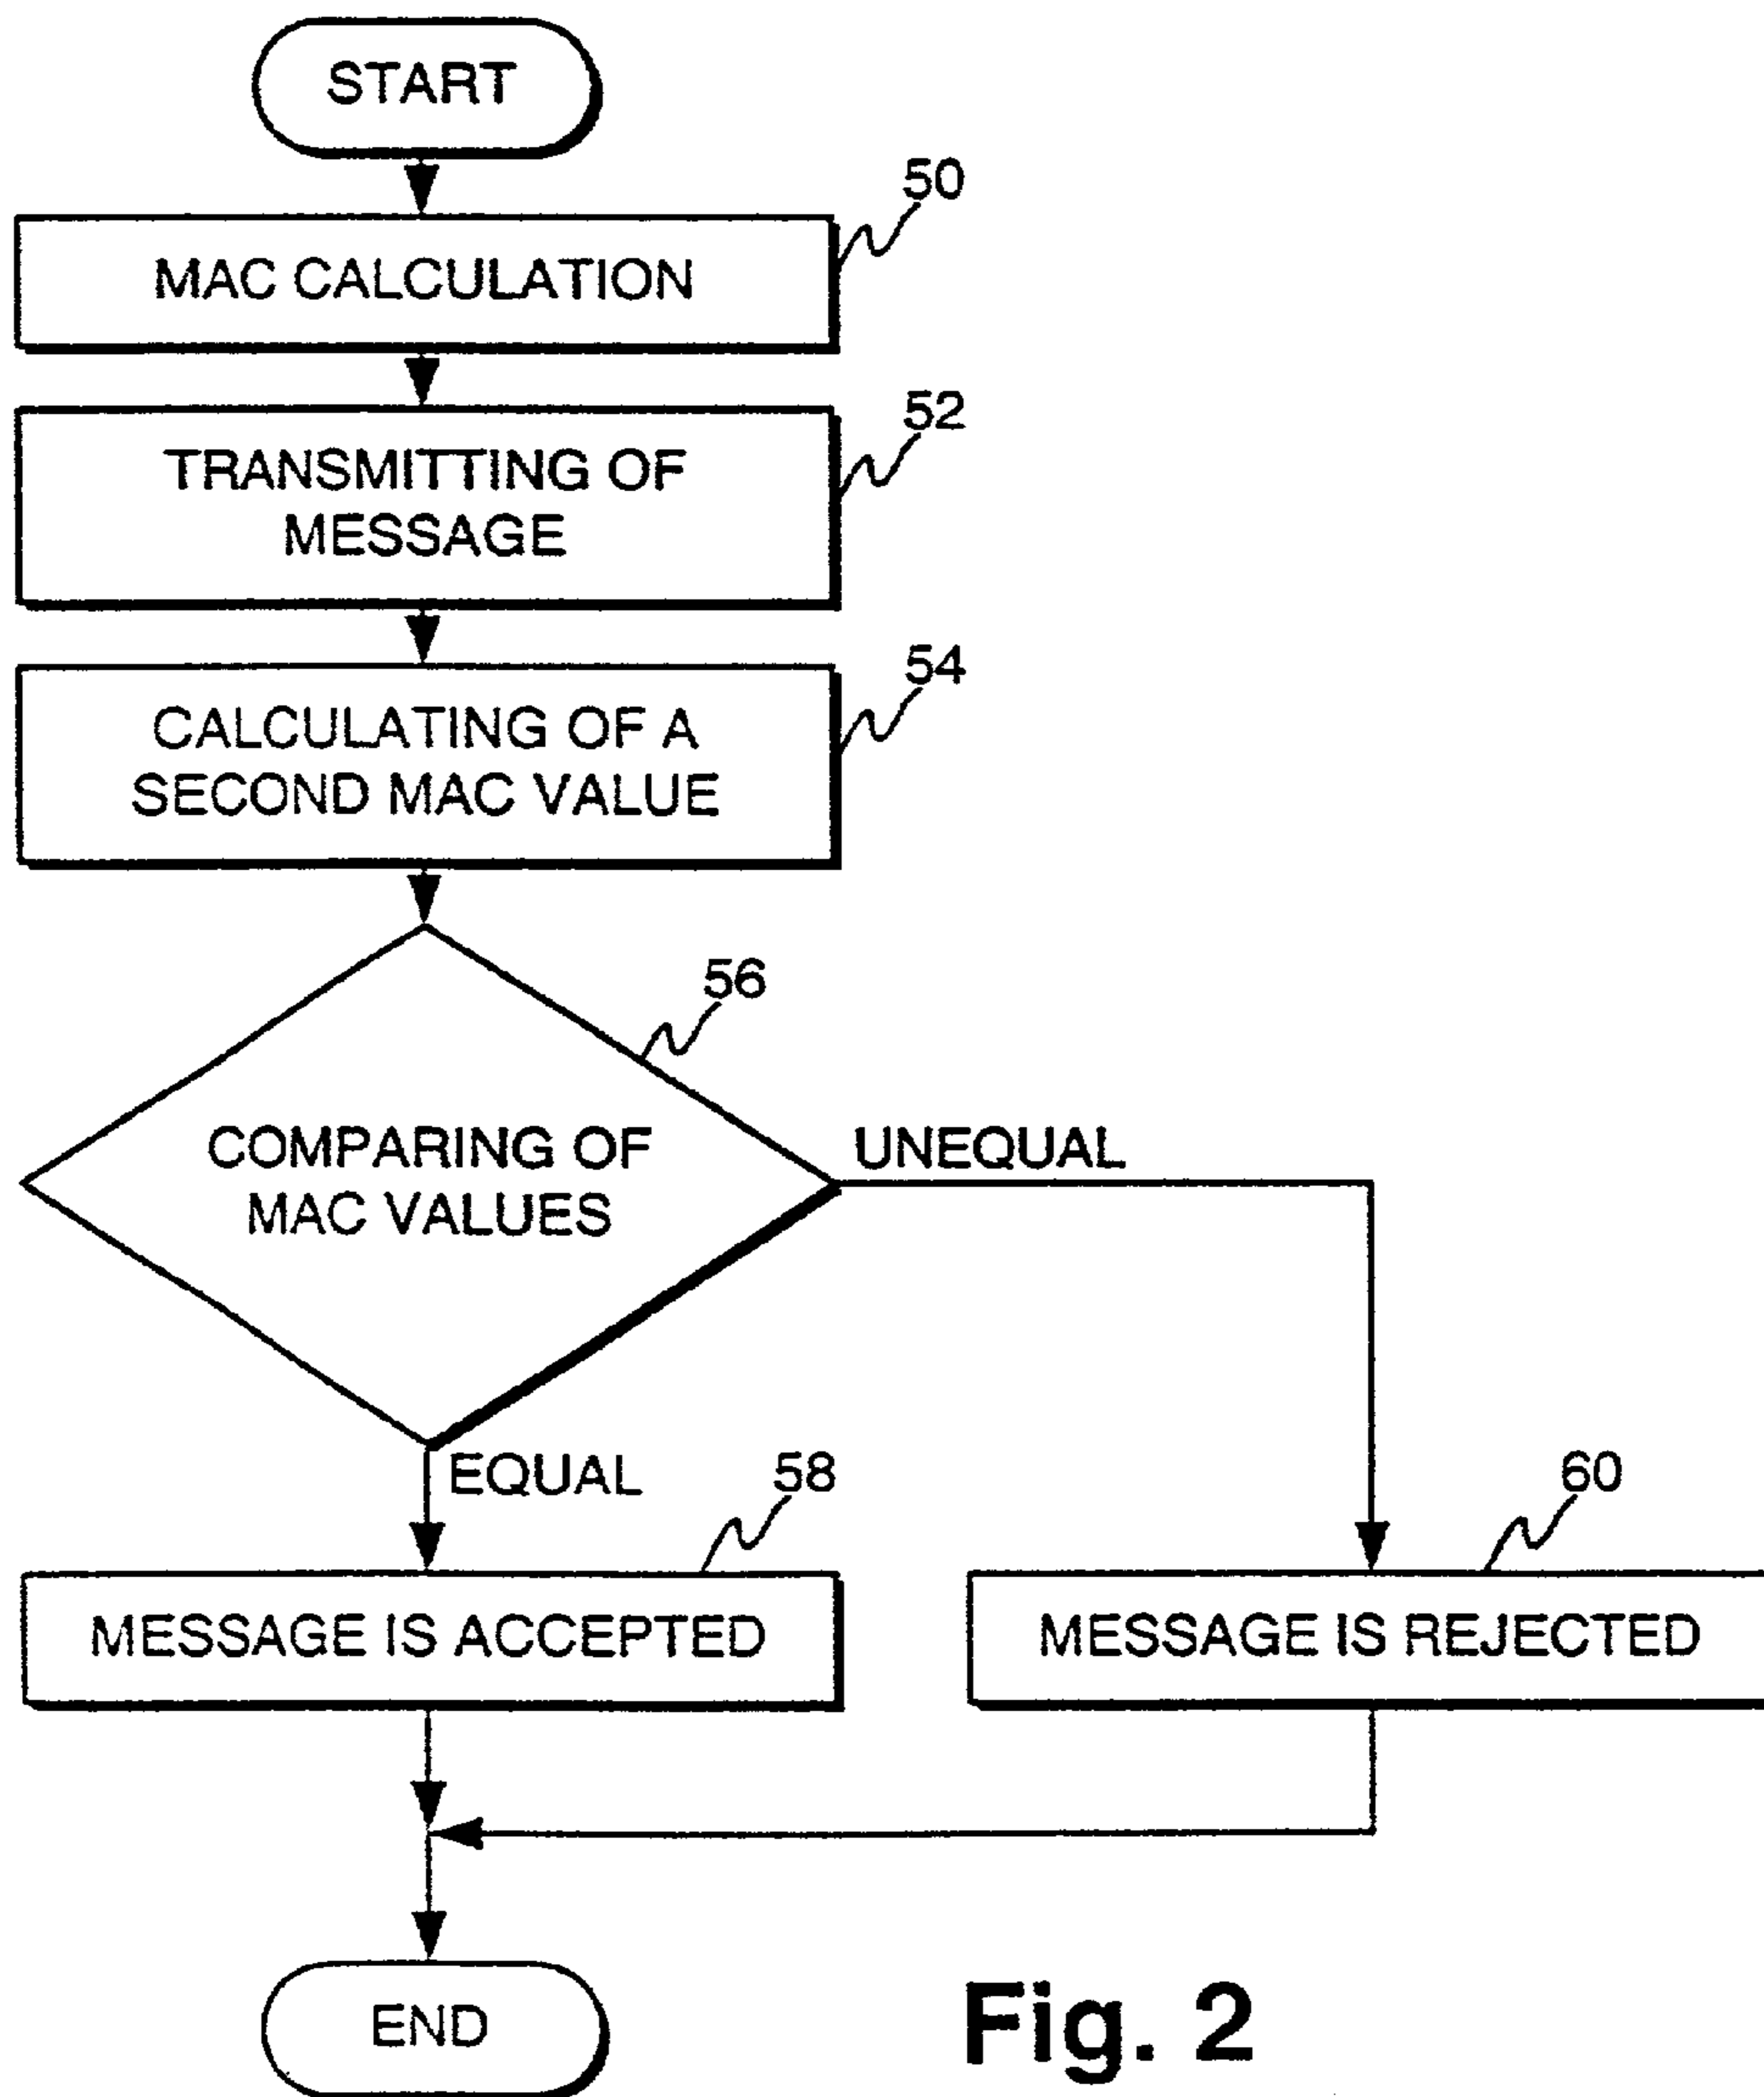 START
50
MAC CALCULATION
52
TRANSMITTING OF
MESSAGE
54
CALCULATING OF A
SECOND MAC VALUE
56
COMPARING OF
MAC VALUES
UNEQUAL
EQUAL
58
60
MESSAGE IS ACCEPTED
MESSAGE IS REJECTED
END
Fig. 2